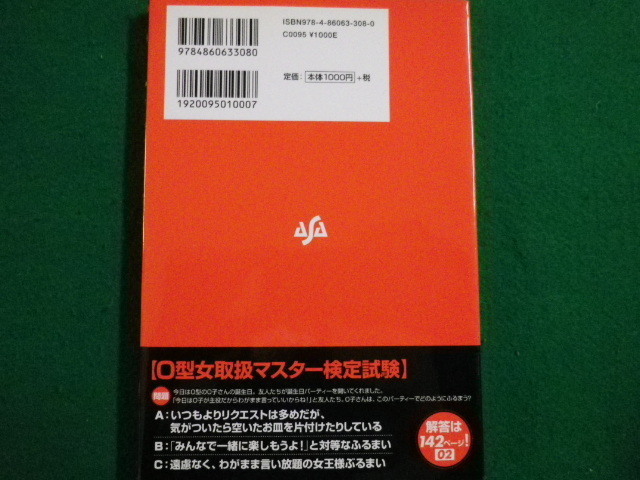 ISBN978-4-86063-308-0
C0095 ¥1000E
9784860633080
定価：本体1000円+税
1920095010007
ASA
【O型女取扱マスター検定試験】
問題 今日はO型のO子さんの誕生日。友人たちが誕生日パーティーを開いてくれました。
「今日はO子が主役だからわがまま言っていいからね！」と友人たち。O子さんは、このパーティーでどのようにふるまう？
A：いつもよりリクエストは多めだが、
気がついたら空いたお皿を片付けたりしている
B：「みんなで一緒に楽しもうよ！」と対等なふるまい
C：遠慮なく、わがまま言い放題の女王様ぶるまい
解答は
142ページ！
02